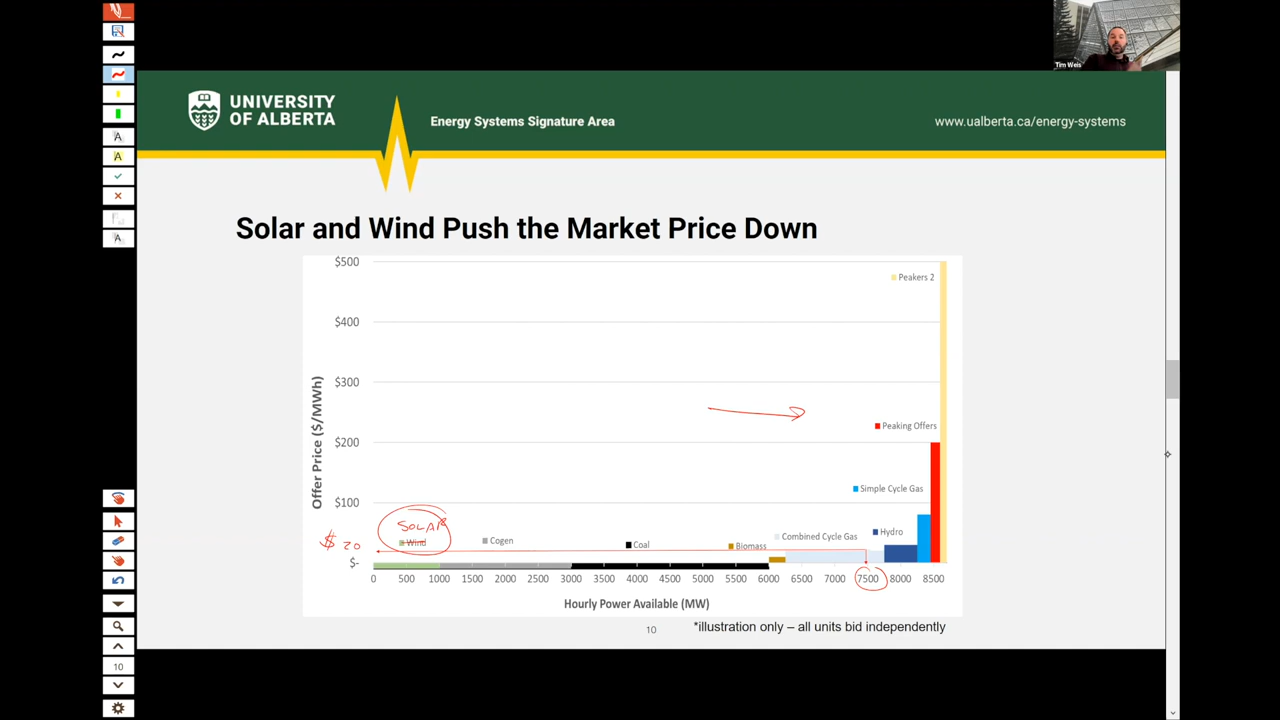 Tim Weis
UNIVERSITY
OF ALBERTA
Energy Systems Signature Area
www.ualberta.ca/energy-systems
Solar and Wind Push the Market Price Down
$500
Peakers 2
$400
$300
$200
Peaking Offers
$100
Simple Cycle Gas
Offer Price ($/MWh)
SOLAR
Wind
Cogen
Coal
Biomass
Combined Cycle Gas
Hydro
$ 20
$-
0 500 1000 1500 2000 2500 3000 3500 4000 4500 5000 5500 6000 6500 7000 7500 8000 8500
Hourly Power Available (MW)
10
*illustration only – all units bid independently
A
A
A
10